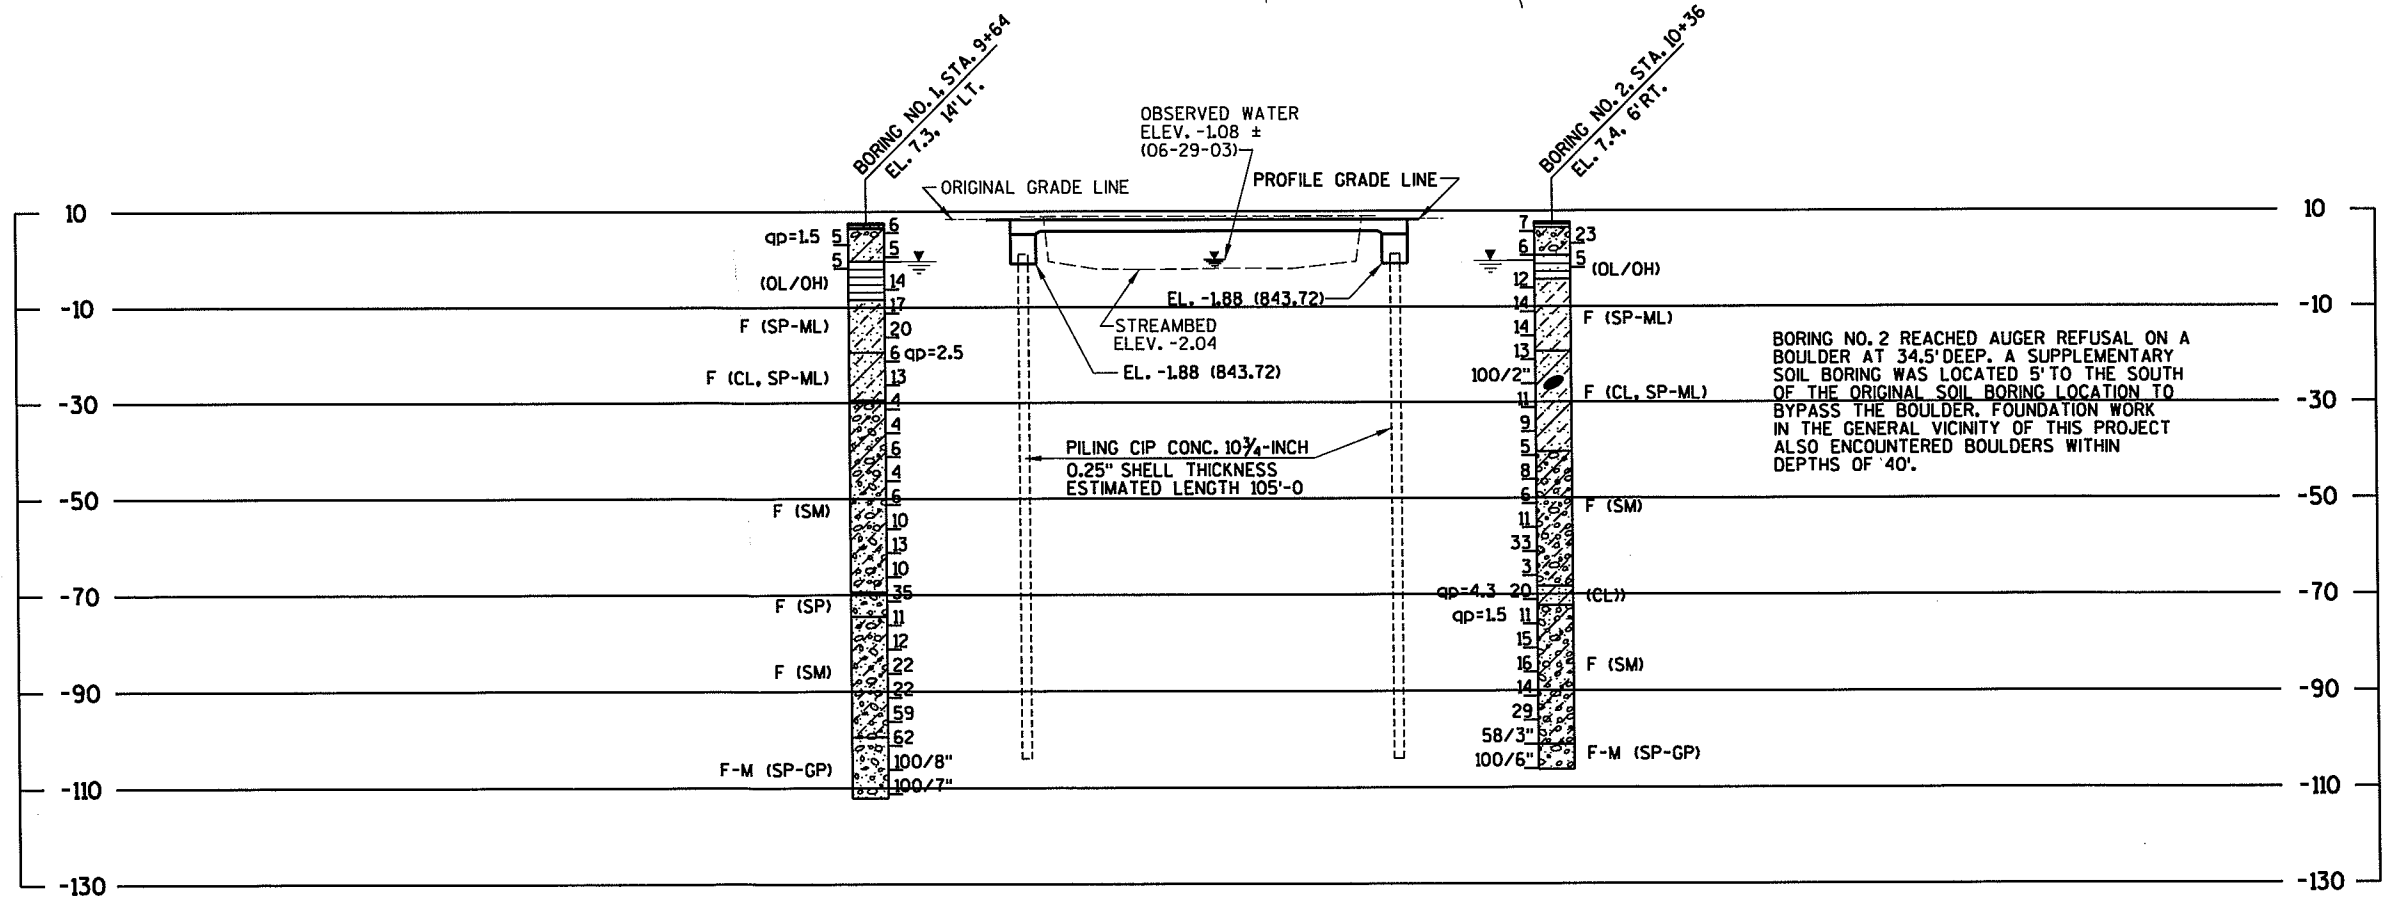 BORING NO. 1, STA. 9+64
EL. 7.3, 14' LT.
BORING NO. 2, STA. 10+36
EL. 7.4, 6' RT.
OBSERVED WATER
ELEV. -1.08 ±
(06-29-03)
ORIGINAL GRADE LINE
PROFILE GRADE LINE
10
-10
-30
-50
-70
-90
-110
-130
qp=1.5
5
5
(OL/OH)
F (SP-ML)
F (CL, SP-ML)
F (SM)
F (SP)
F (SM)
F-M (SP-GP)
6
5
14
17
20
6 qp=2.5
13
4
4
6
4
6
10
13
10
35
11
12
22
22
59
62
100/8"
100/7"
EL. -1.88 (843.72)
STREAMBED
ELEV. -2.04
EL. -1.88 (843.72)
PILING CIP CONC. 10¾-INCH
0.25" SHELL THICKNESS
ESTIMATED LENGTH 105'-0
7
6
12
14
14
13
100/2"
11
9
5
8
6
11
33
3
qp=4.3 20
qp=1.5 11
15
16
14
29
58/3"
100/6"
23
5
(OL/OH)
F (SP-ML)
F (CL, SP-ML)
F (SM)
(CL))
F (SM)
F-M (SP-GP)
BORING NO. 2 REACHED AUGER REFUSAL ON A
BOULDER AT 34.5' DEEP. A SUPPLEMENTARY
SOIL BORING WAS LOCATED 5' TO THE SOUTH
OF THE ORIGINAL SOIL BORING LOCATION TO
BYPASS THE BOULDER. FOUNDATION WORK
IN THE GENERAL VICINITY OF THIS PROJECT
ALSO ENCOUNTERED BOULDERS WITHIN
DEPTHS OF 40'.
10
-10
-30
-50
-70
-90
-110
-130